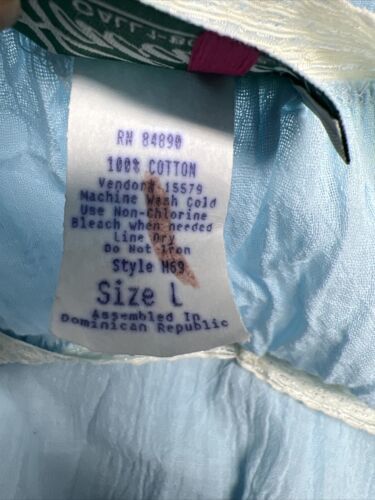 RN 84890
100% COTTON
Vendor# 15579
Machine Wash Cold
Use Non-Chlorine
Bleach when needed
Line Dry
Do Not Iron
Style M69
Size L
Assembled In
Dominican Republic